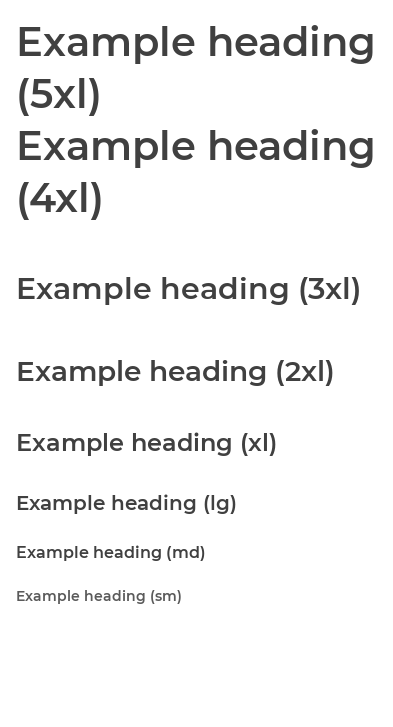 Example heading
(5xl)
Example heading
(4xl)
Example heading (3xl)
Example heading (2xl)
Example heading (xl)
Example heading (lg)
Example heading (md)
Example heading (sm)